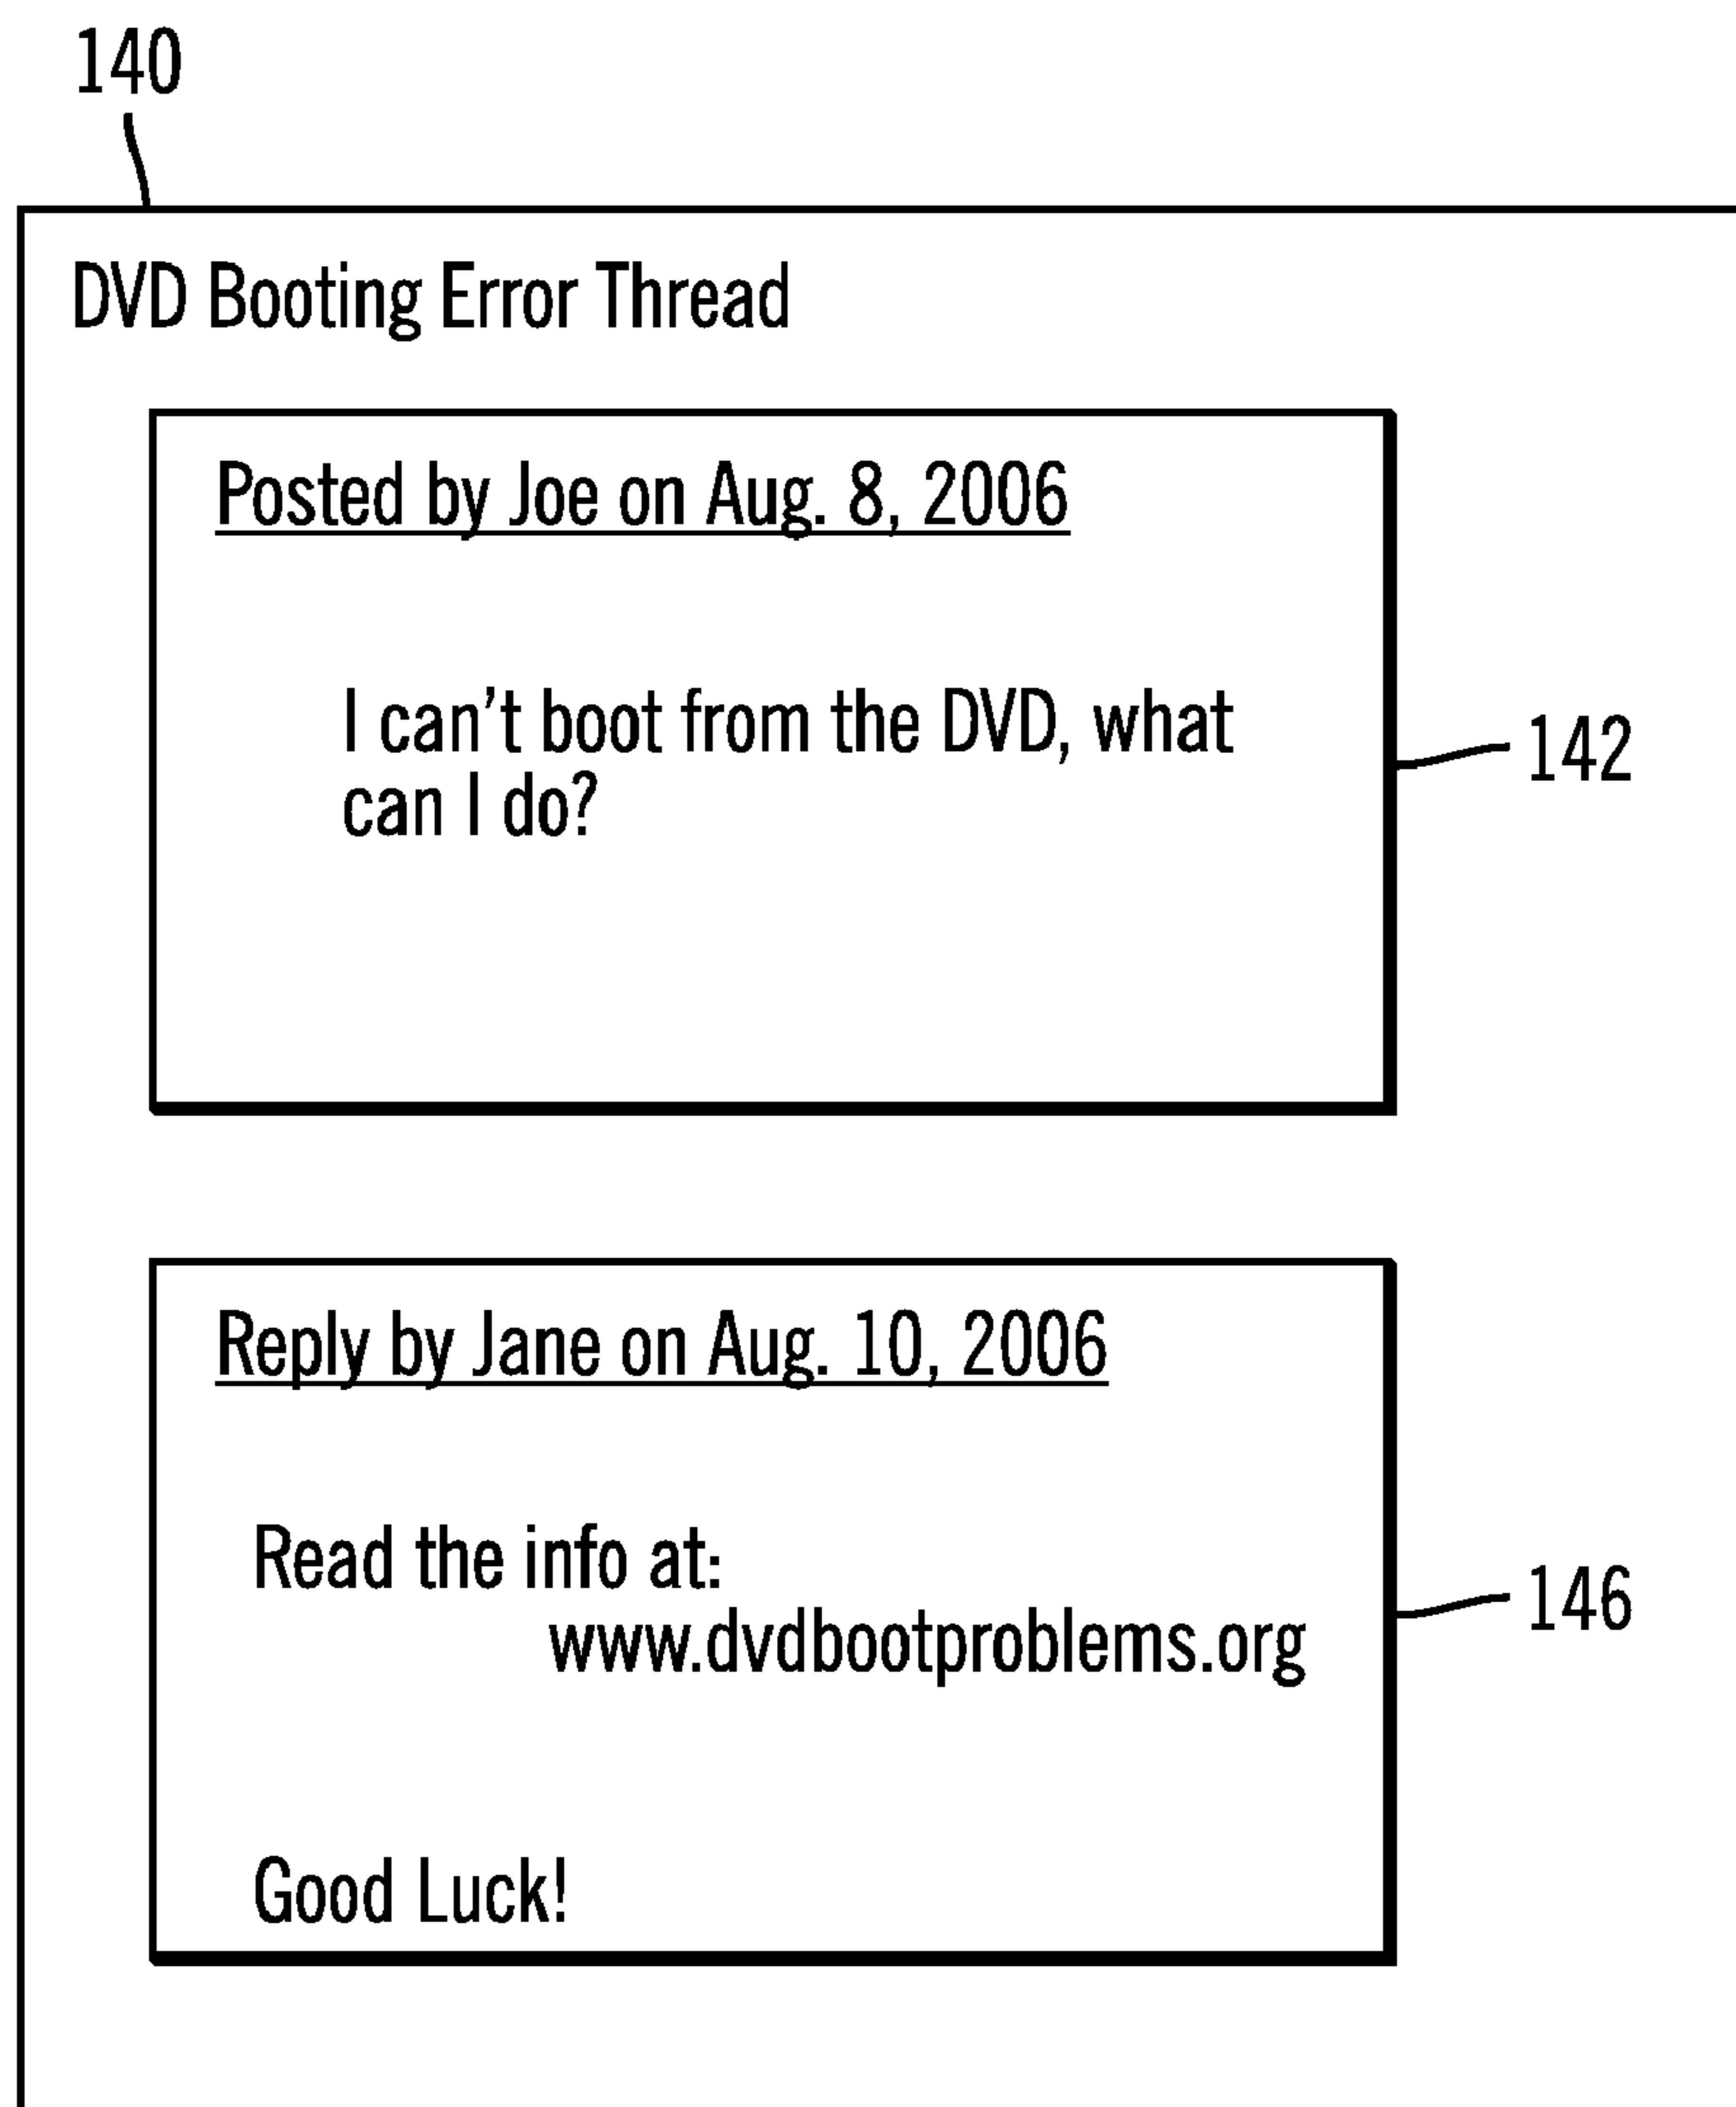 140
DVD Booting Error Thread
Posted by Joe on Aug. 8, 2006
I can't boot from the DVD, what
can I do?
142
Reply by Jane on Aug. 10, 2006
Read the info at:
www.dvdbootproblems.org
146
Good Luck!